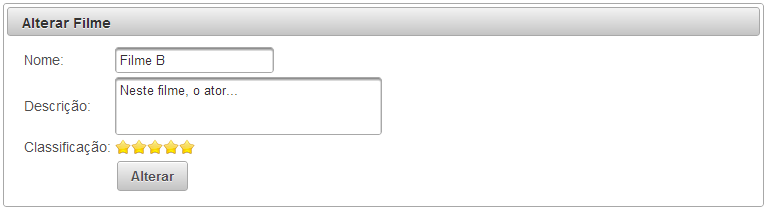 Alterar Filme
Nome: Filme B
Descrição: Neste filme, o ator...
Classificação:
Alterar